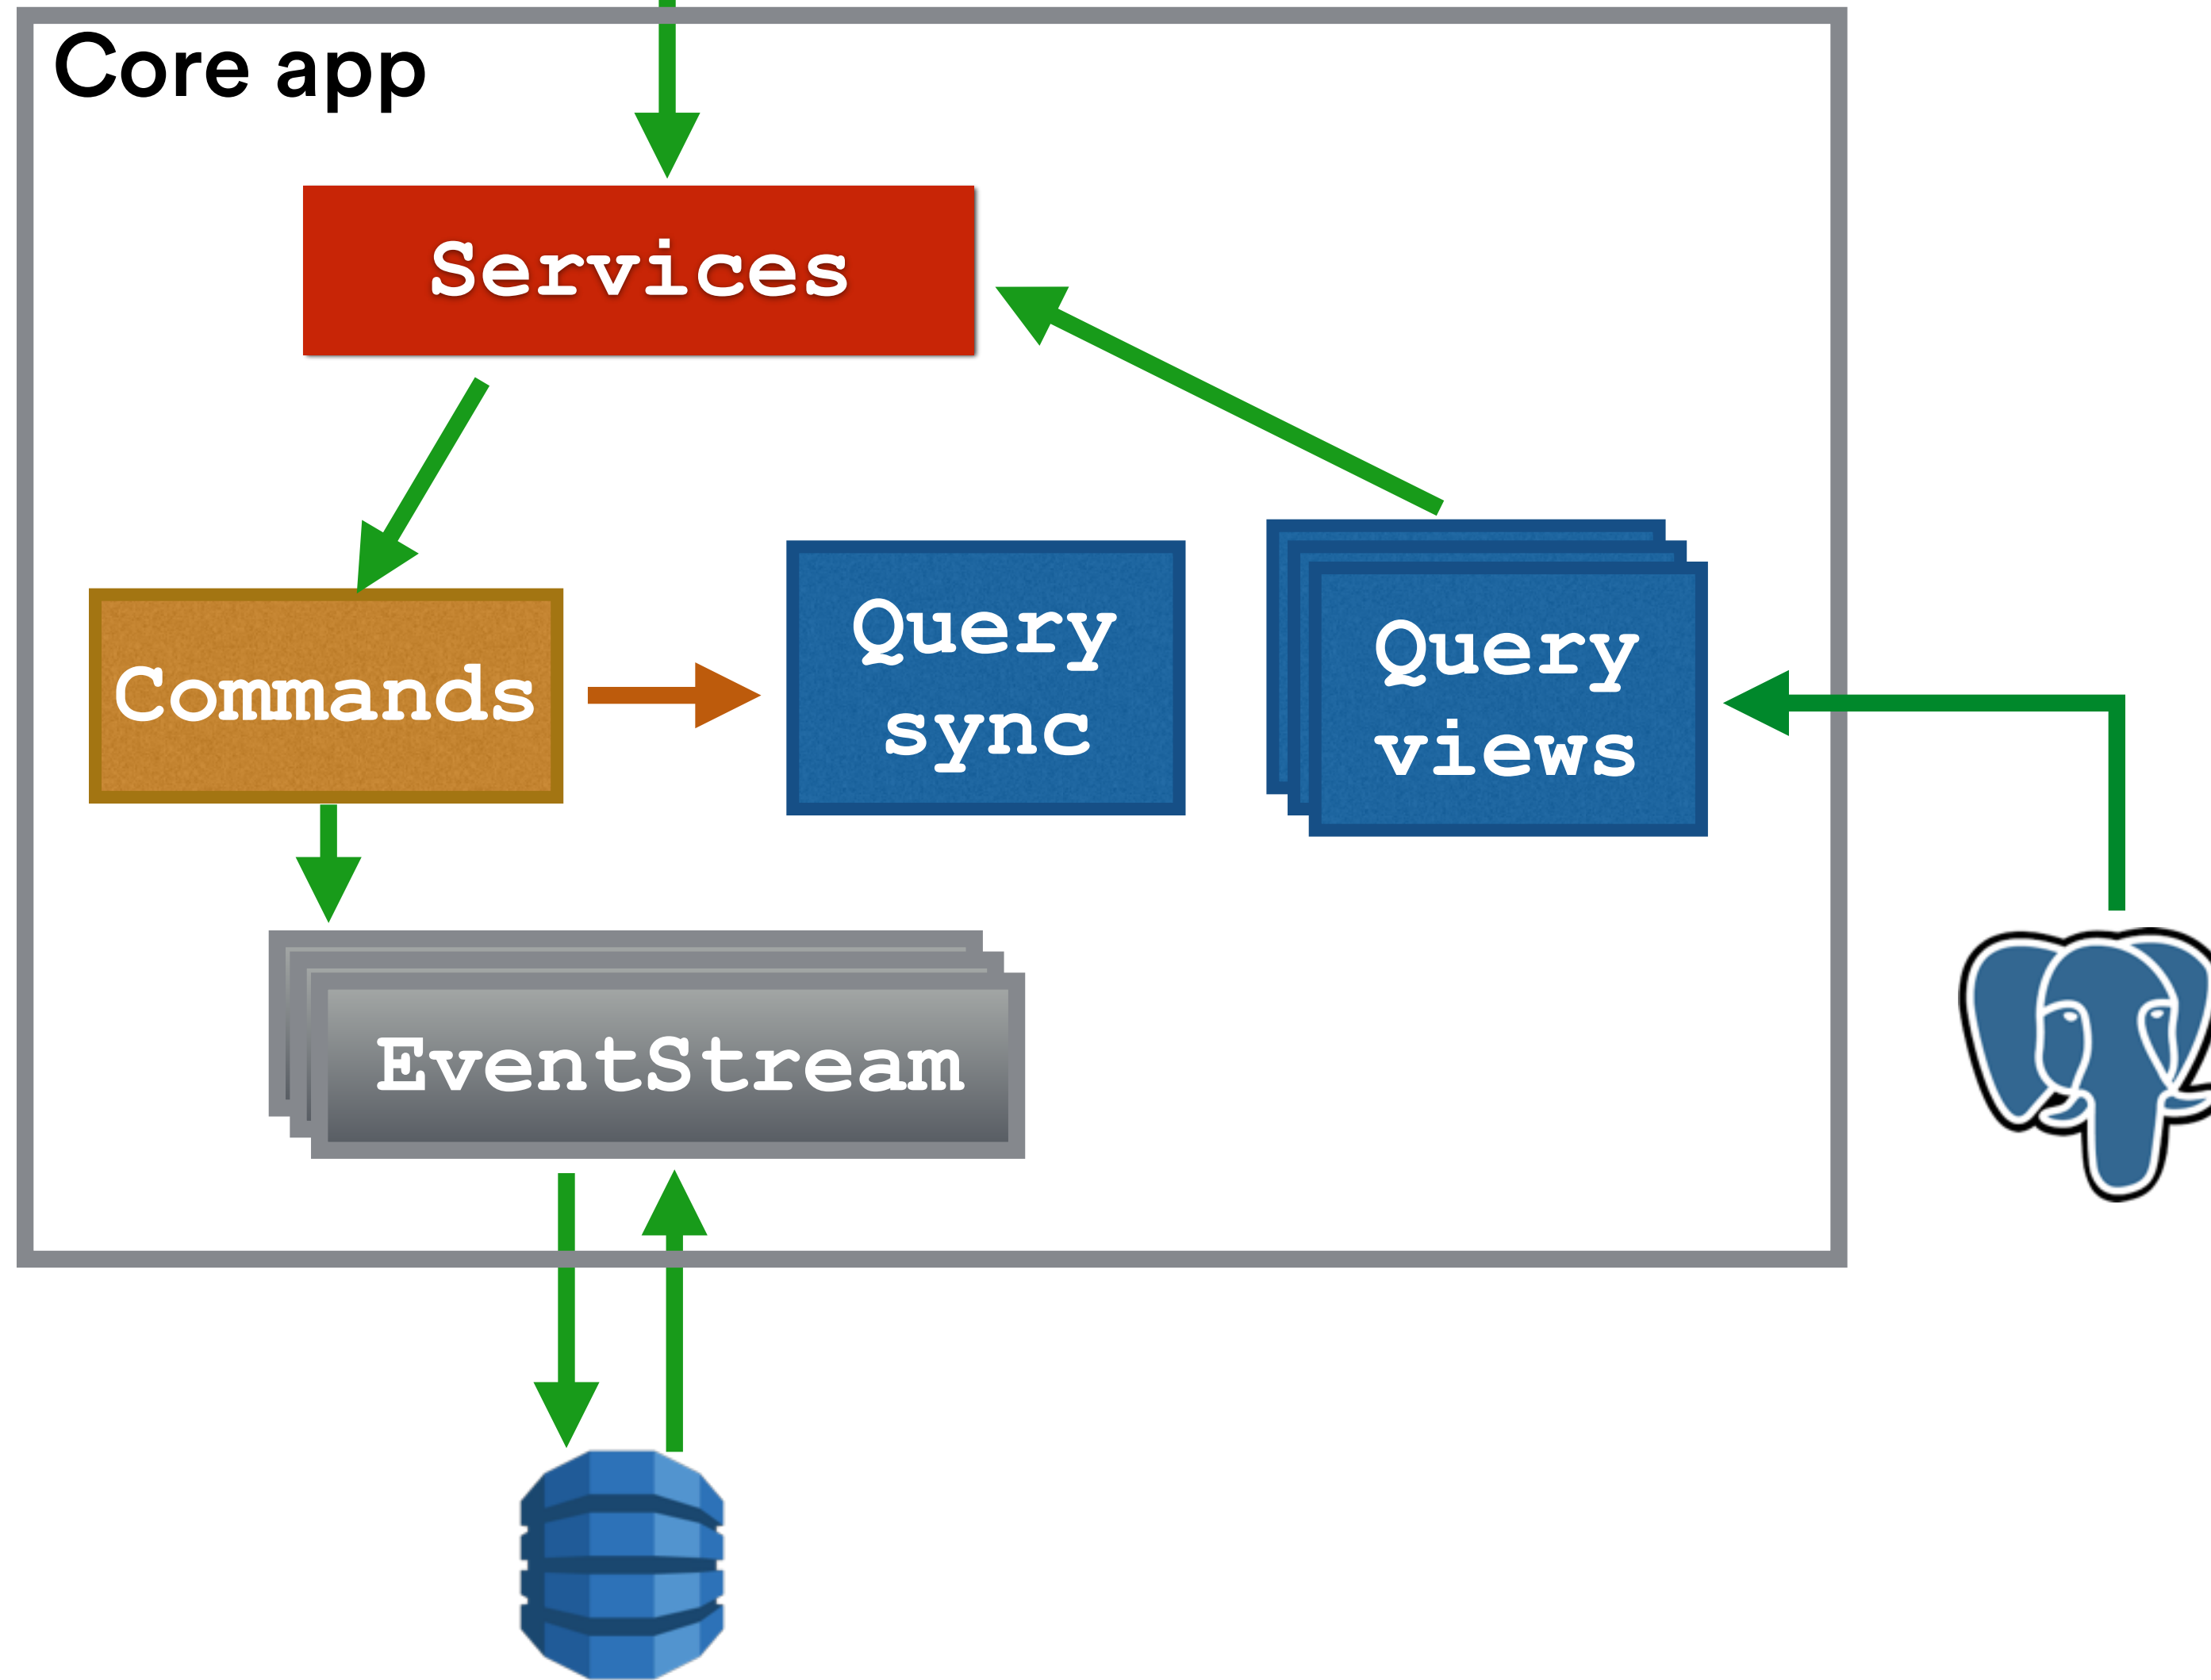 Core app
Services
Commands
Query
sync
Query
views
EventStream